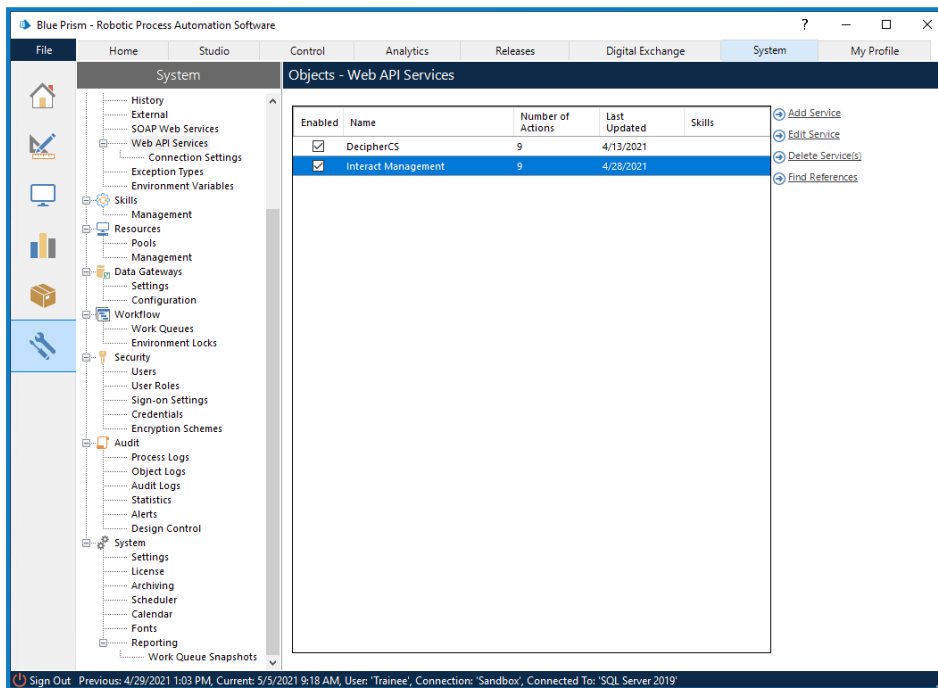 Blue Prism - Robotic Process Automation Software
?
File Home Studio Control Analytics Releases Digital Exchange System My Profile
System
History
External
SOAP Web Services
Web API Services
Connection Settings
Exception Types
Environment Variables
Skills
Management
Resources
Pools
Management
Data Gateways
Settings
Configuration
Workflow
Work Queues
Environment Locks
Security
Users
User Roles
Sign-on Settings
Credentials
Encryption Schemes
Audit
Process Logs
Object Logs
Audit Logs
Statistics
Alerts
Design Control
System
Settings
License
Archiving
Scheduler
Calendar
Fonts
Reporting
Work Queue Snapshots
Objects - Web API Services
Enabled Name Number of Actions Last Updated Skills
DecipherCS 9 4/13/2021
Interact Management 9 4/28/2021
Add Service
Edit Service
Delete Service(s)
Find References
Sign Out Previous: 4/29/2021 1:03 PM, Current: 5/5/2021 9:18 AM, User: 'Trainee', Connection: 'Sandbox', Connected To: 'SQL Server 2019'